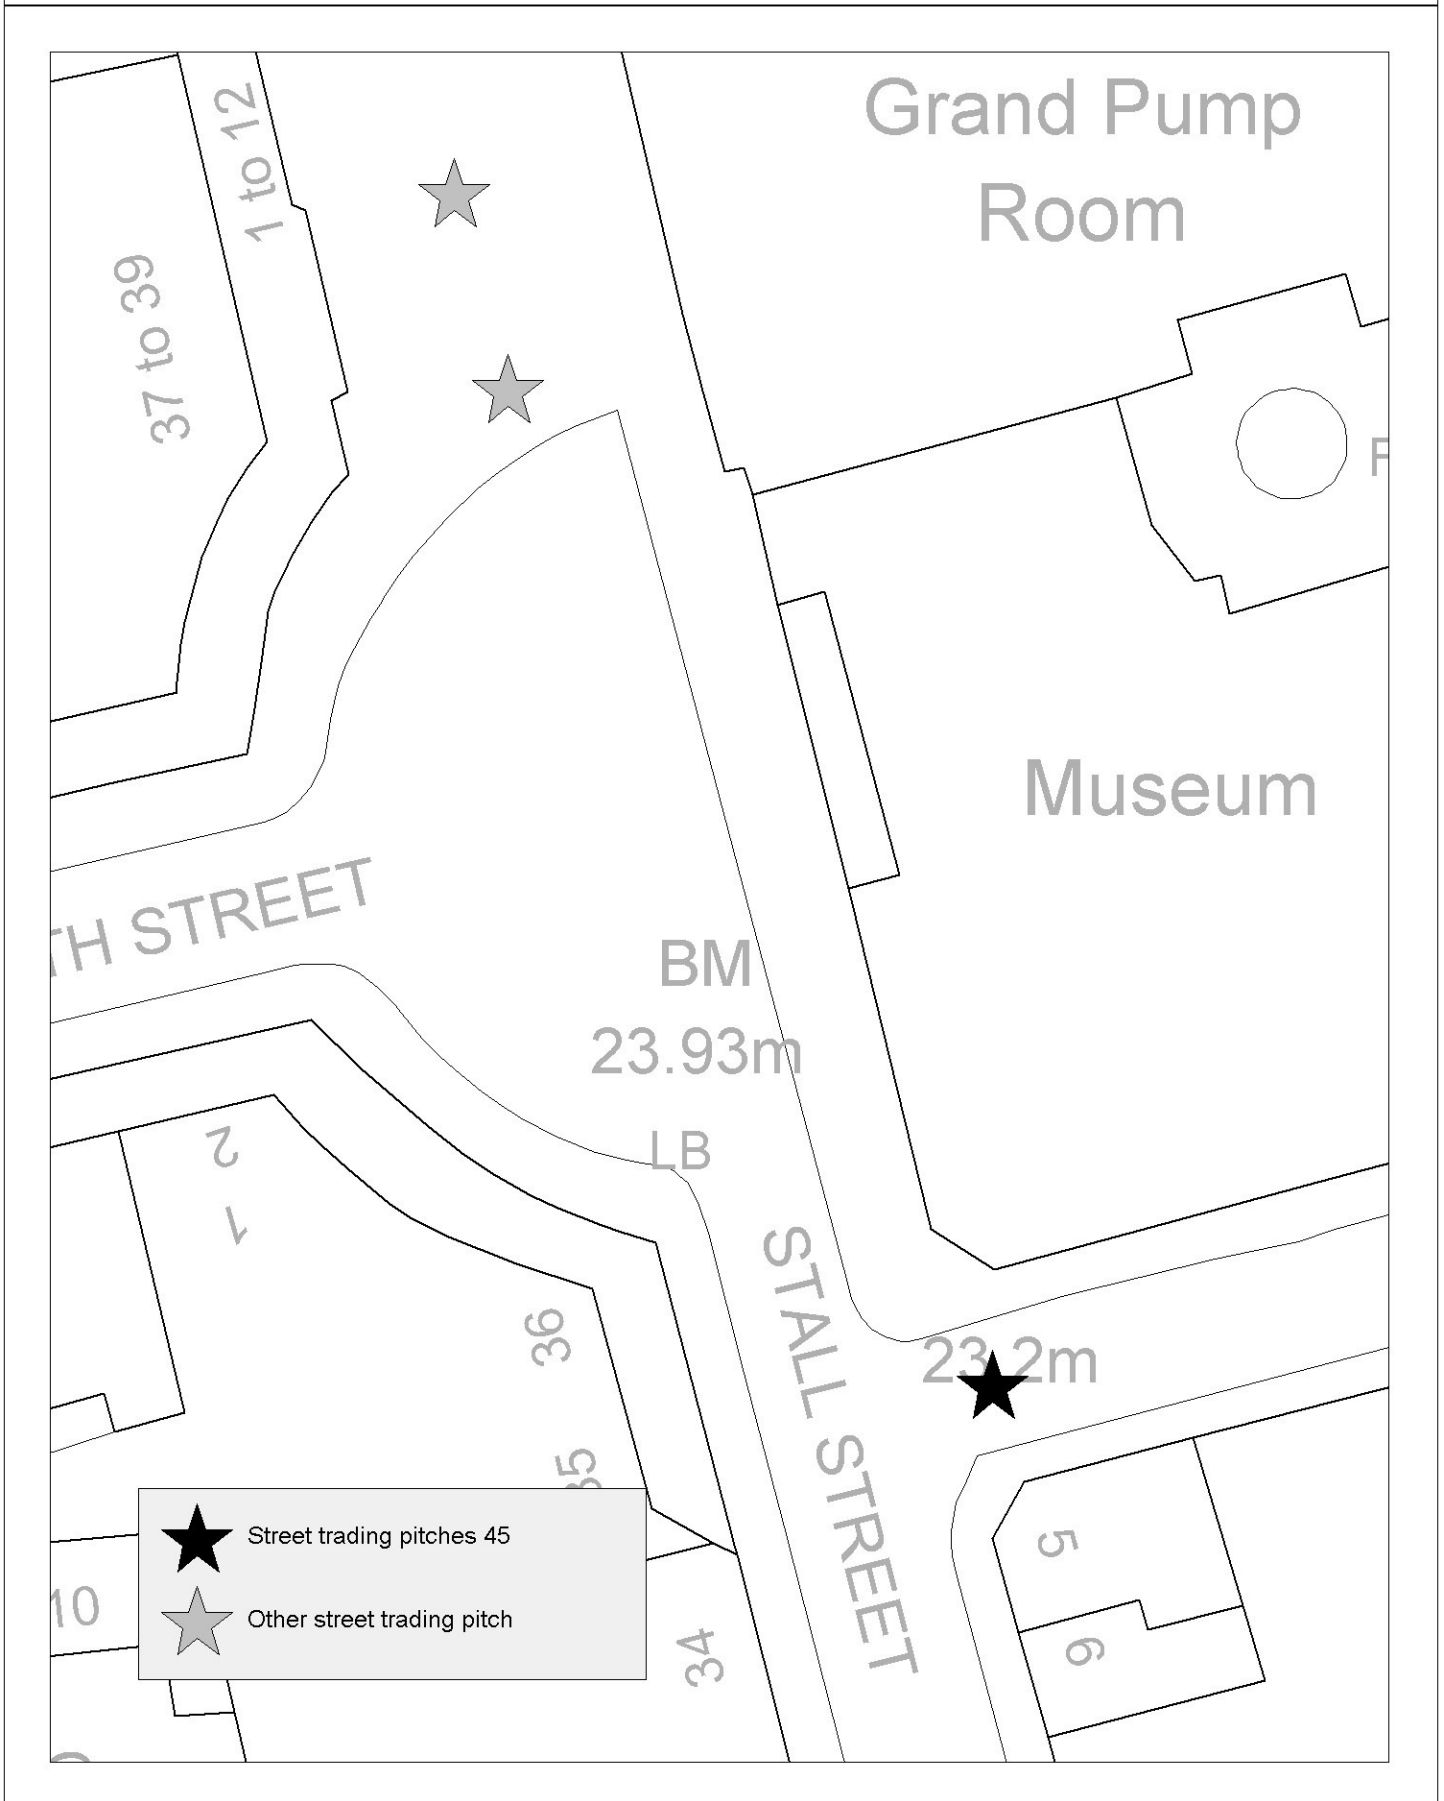 Grand Pump
Room
1 to 12
37 to 39
Museum
TH STREET
BM
23.93m
LB
2
1
STALL STREET
36
23.2m
35
5
Street trading pitches 45
Other street trading pitch
10
34
6